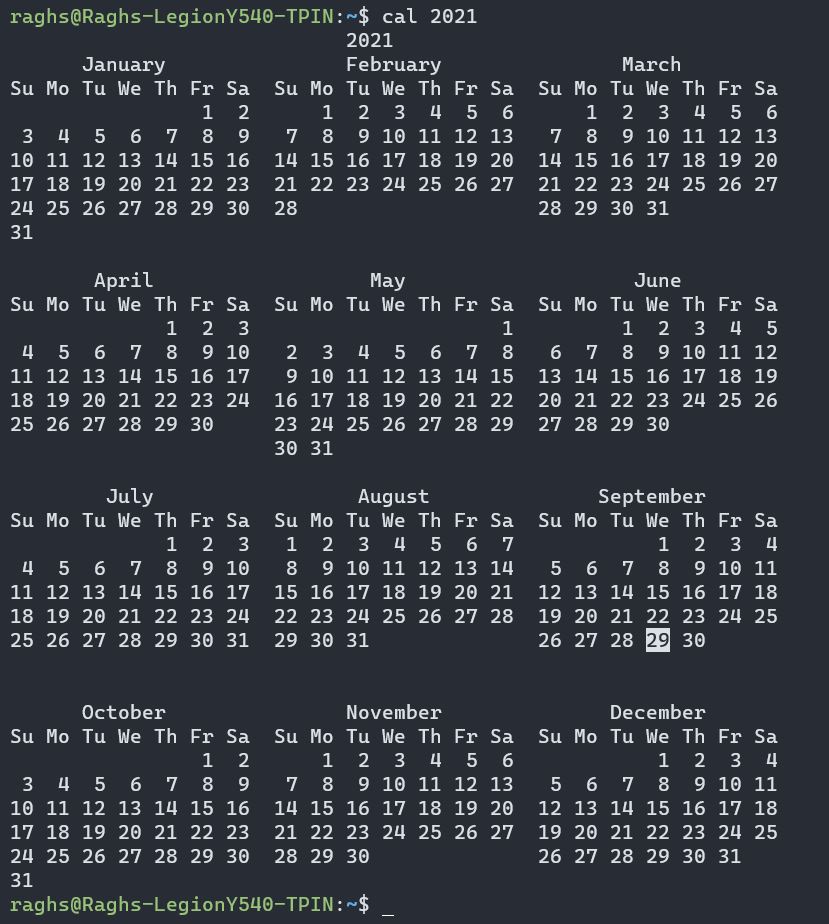 raghs@Raghs-LegionY540-TPIN:~$ cal 2021
                            2021
      January               February               March
Su Mo Tu We Th Fr Sa  Su Mo Tu We Th Fr Sa  Su Mo Tu We Th Fr Sa
                1  2      1  2  3  4  5  6      1  2  3  4  5  6
 3  4  5  6  7  8  9   7  8  9 10 11 12 13   7  8  9 10 11 12 13
10 11 12 13 14 15 16  14 15 16 17 18 19 20  14 15 16 17 18 19 20
17 18 19 20 21 22 23  21 22 23 24 25 26 27  21 22 23 24 25 26 27
24 25 26 27 28 29 30  28                    28 29 30 31
31

       April                  May                   June
Su Mo Tu We Th Fr Sa  Su Mo Tu We Th Fr Sa  Su Mo Tu We Th Fr Sa
             1  2  3                     1         1  2  3  4  5
 4  5  6  7  8  9 10   2  3  4  5  6  7  8   6  7  8  9 10 11 12
11 12 13 14 15 16 17   9 10 11 12 13 14 15  13 14 15 16 17 18 19
18 19 20 21 22 23 24  16 17 18 19 20 21 22  20 21 22 23 24 25 26
25 26 27 28 29 30     23 24 25 26 27 28 29  27 28 29 30
                      30 31

        July                 August              September
Su Mo Tu We Th Fr Sa  Su Mo Tu We Th Fr Sa  Su Mo Tu We Th Fr Sa
             1  2  3   1  2  3  4  5  6  7            1  2  3  4
 4  5  6  7  8  9 10   8  9 10 11 12 13 14   5  6  7  8  9 10 11
11 12 13 14 15 16 17  15 16 17 18 19 20 21  12 13 14 15 16 17 18
18 19 20 21 22 23 24  22 23 24 25 26 27 28  19 20 21 22 23 24 25
25 26 27 28 29 30 31  29 30 31              26 27 28 29 30

      October               November              December
Su Mo Tu We Th Fr Sa  Su Mo Tu We Th Fr Sa  Su Mo Tu We Th Fr Sa
                1  2      1  2  3  4  5  6            1  2  3  4
 3  4  5  6  7  8  9   7  8  9 10 11 12 13   5  6  7  8  9 10 11
10 11 12 13 14 15 16  14 15 16 17 18 19 20  12 13 14 15 16 17 18
17 18 19 20 21 22 23  21 22 23 24 25 26 27  19 20 21 22 23 24 25
24 25 26 27 28 29 30  28 29 30              26 27 28 29 30 31
31
raghs@Raghs-LegionY540-TPIN:~$ _